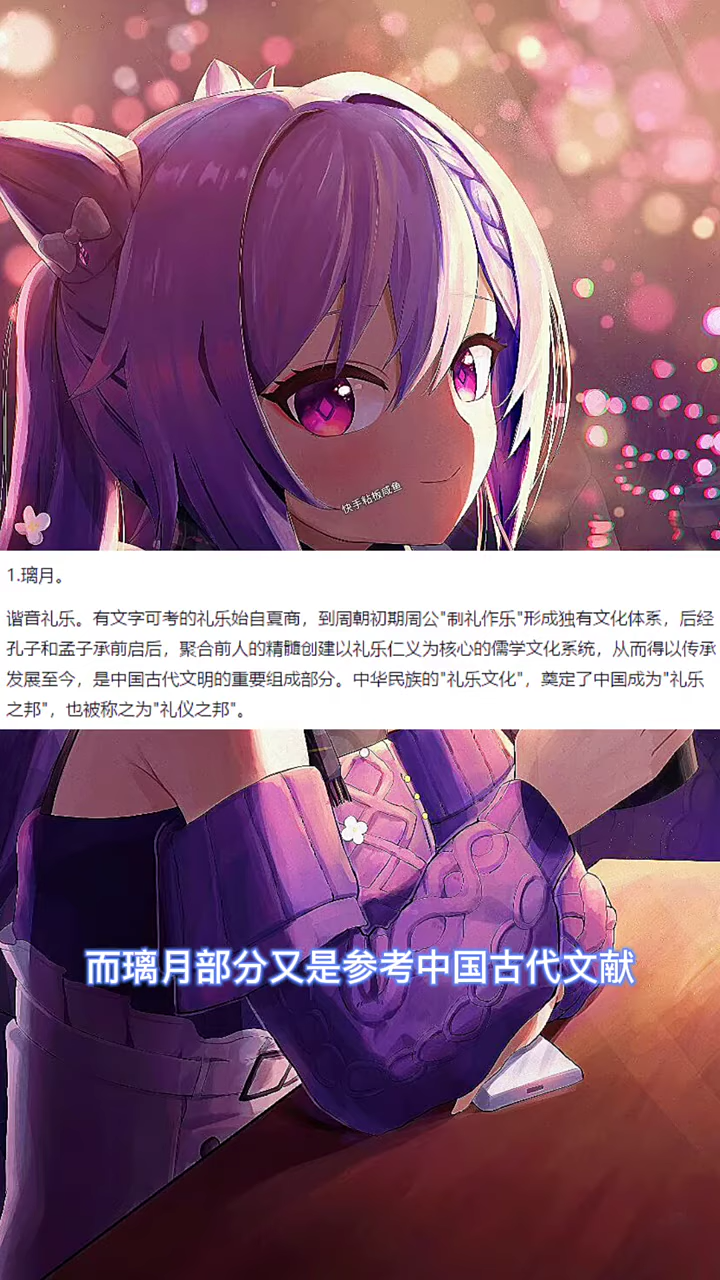 快手粘板咸鱼
1.璃月。
谐音礼乐。有文字可考的礼乐始自夏商，到周朝初期周公"制礼作乐"形成独有文化体系，后经
孔子和孟子承前启后，聚合前人的精髓创建以礼乐仁义为核心的儒学文化系统，从而得以传承
发展至今，是中国古代文明的重要组成部分。中华民族的"礼乐文化"，奠定了中国成为"礼乐
之邦"，也被称之为"礼仪之邦"。
而璃月部分又是参考中国古代文献